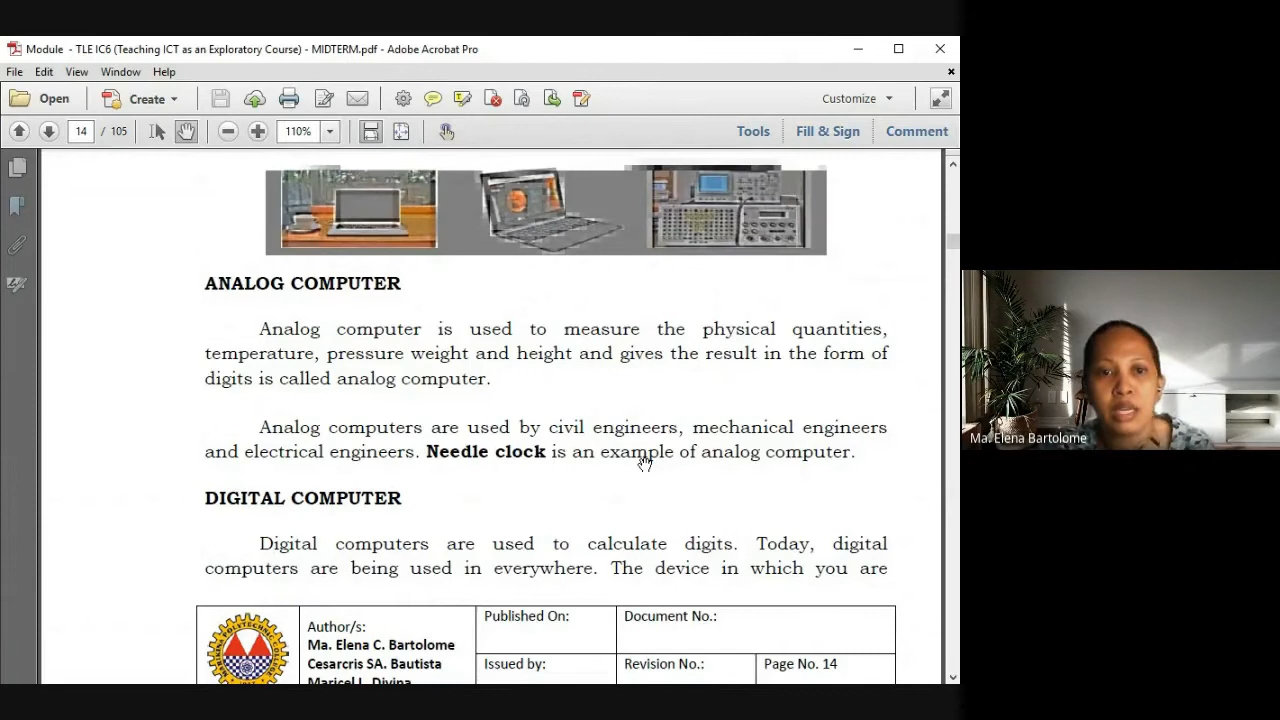 Module - TLE IC6 (Teaching ICT as an Exploratory Course) - MIDTERM.pdf - Adobe Acrobat Pro
File Edit View Window Help
Open Create Customize
14 / 105 110% Tools Fill & Sign Comment
ANALOG COMPUTER
Analog computer is used to measure the physical quantities,
temperature, pressure weight and height and gives the result in the form of
digits is called analog computer.
Analog computers are used by civil engineers, mechanical engineers
and electrical engineers. Needle clock is an example of analog computer.
DIGITAL COMPUTER
Digital computers are used to calculate digits. Today, digital
computers are being used in everywhere. The device in which you are
Author/s:
Ma. Elena C. Bartolome
Cesarcris SA. Bautista
Maricel L. Divina
Published On:
Document No.:
Issued by:
Revision No.:
Page No. 14
Ma. Elena Bartolome